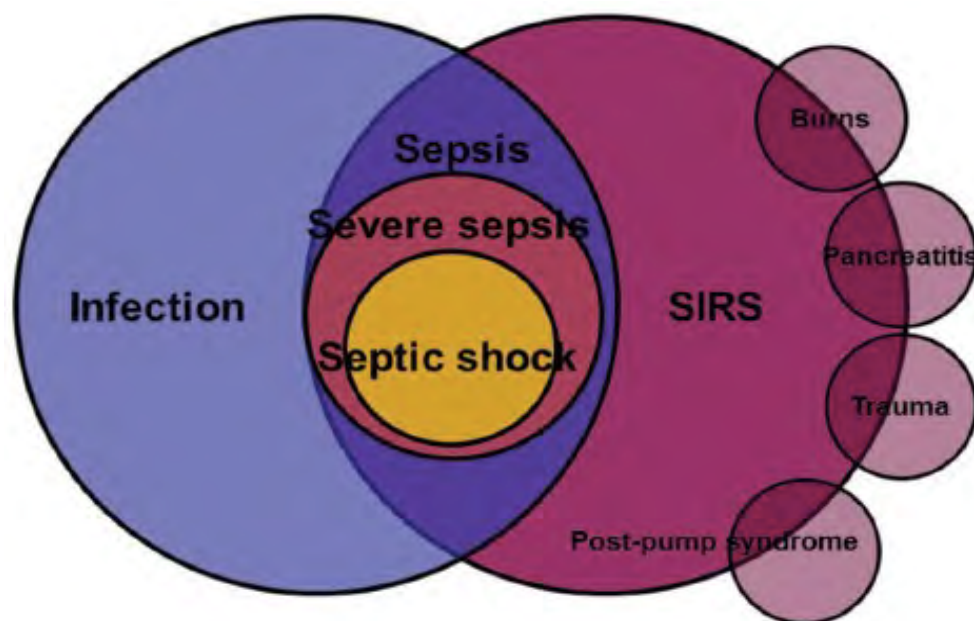 Burns
Sepsis
Severe sepsis
Pancreatitis
Infection
SIRS
Septic shock
Trauma
Post-pump syndrome